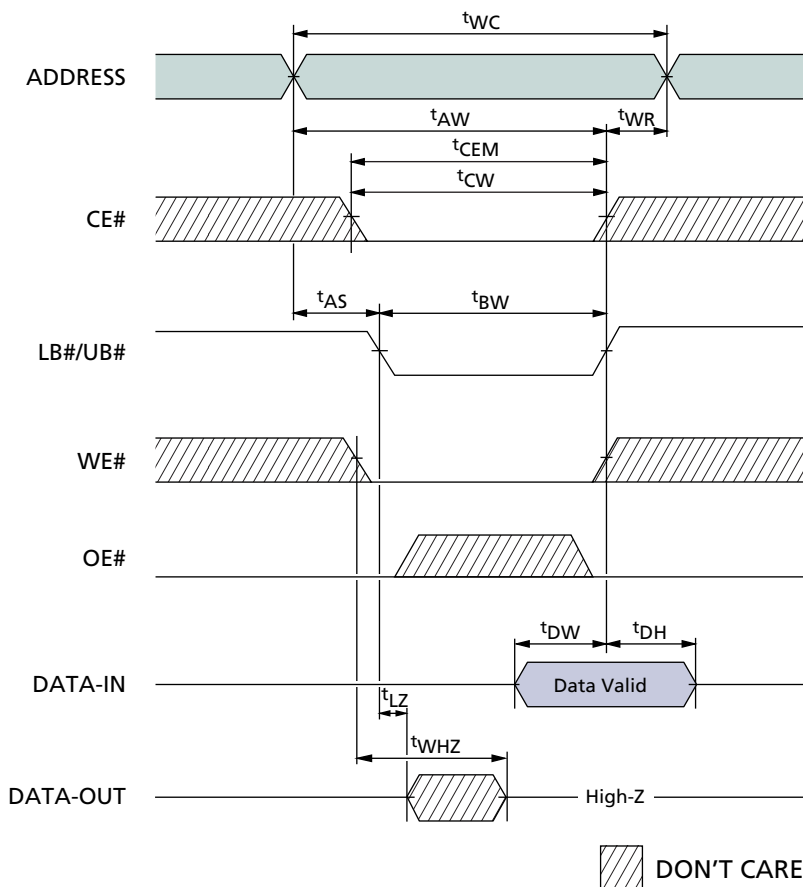 tWC
ADDRESS
tAW
tWR
tCEM
tCW
CE#
tAS
tBW
LB#/UB#
WE#
OE#
tDW
tDH
DATA-IN
Data Valid
tLZ
tWHZ
DATA-OUT
High-Z
DON'T CARE